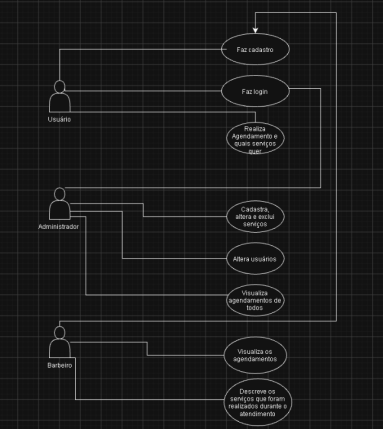 Faz cadastro
Faz login
Usuário
Realiza
Agendamento e
quais serviços
quer
Administrador
Cadastra,
altera e exclui
serviços
Altera usuários
Visualiza
agendamentos de
todos
Barbeiro
Visualiza os
agendamentos
Descreve os
serviços que foram
realizados durante o
atendimento